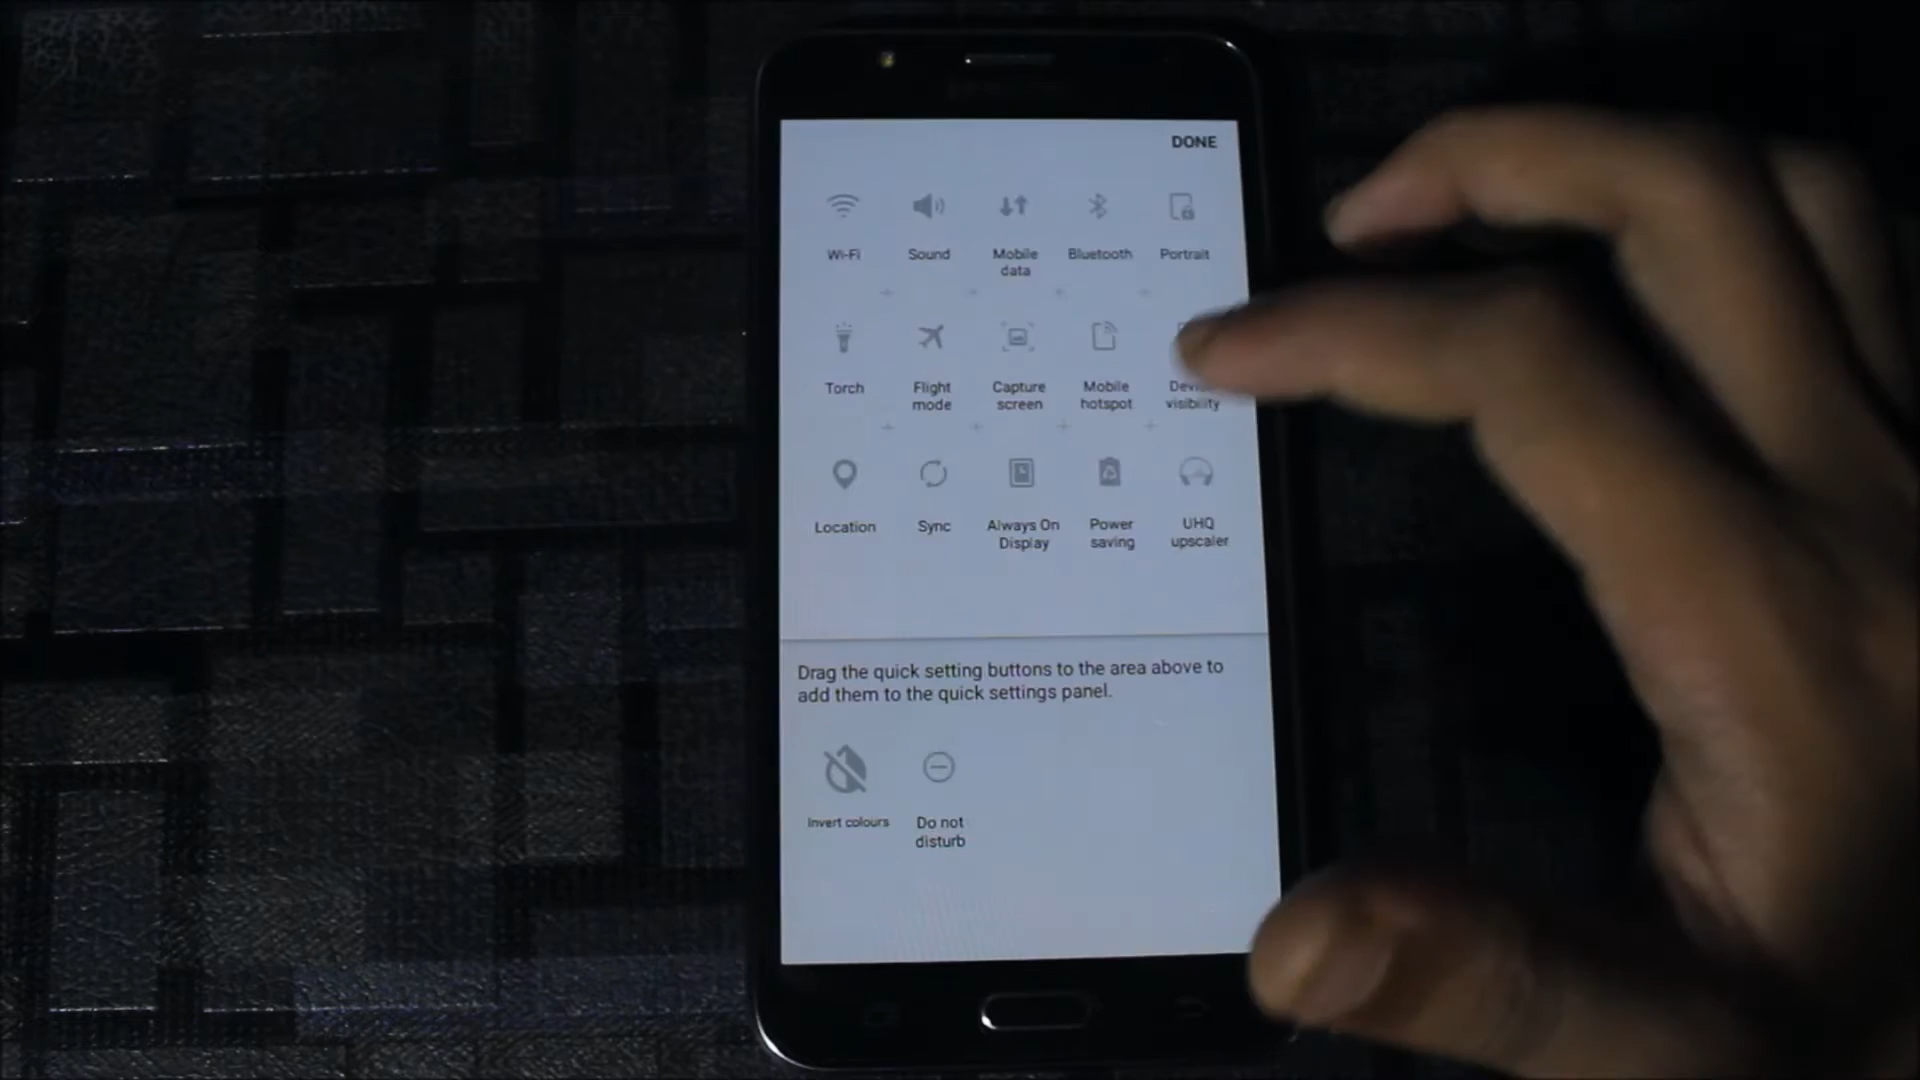 DONE
Wi-Fi Sound Mobile Bluetooth Portrait
data
Torch Flight Capture Mobile
mode screen hotspot visibility
Location Sync Always On Power UHQ
Display saving upscaler
Drag the quick setting buttons to the area above to
add them to the quick settings panel.
Invert colours Do not
disturb